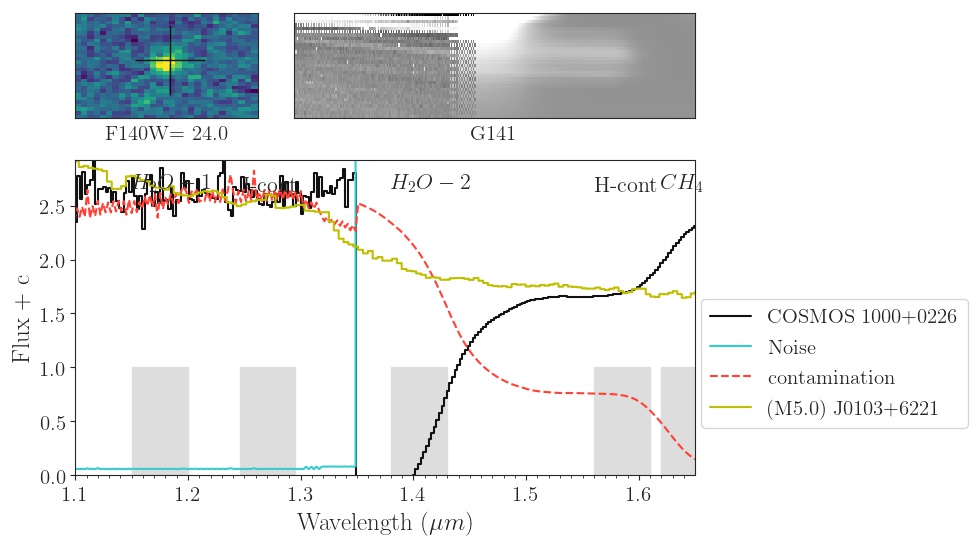 F140W= 24.0
G141
H₂O − 1
J-cont
H₂O − 2
H-cont
CH₄
Flux + c
2.5
2.0
1.5
1.0
0.5
0.0
1.1
1.2
1.3
1.4
1.5
1.6
Wavelength (μm)
COSMOS 1000+0226
Noise
contamination
(M5.0) J0103+6221